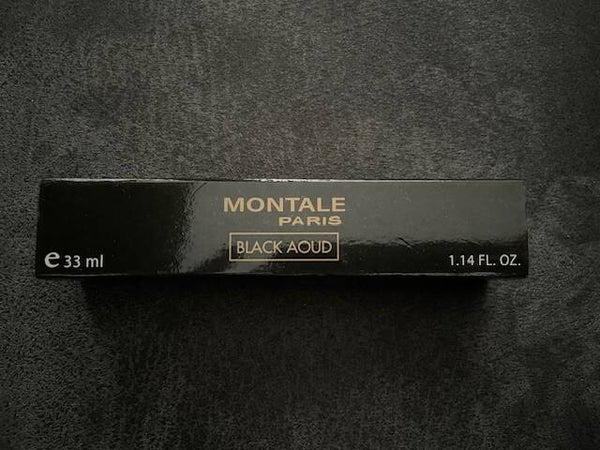 MONTALE
PARIS
BLACK AOUD
e 33 ml
1.14 FL. OZ.